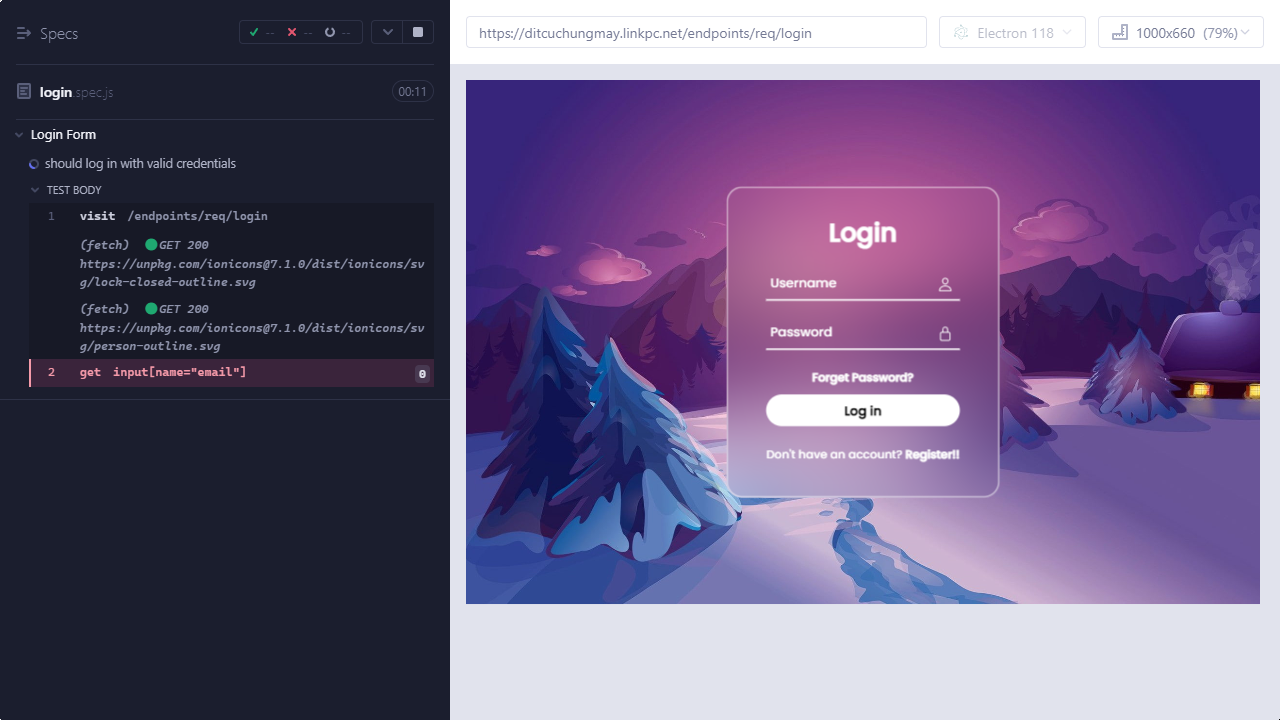 Specs
-- -- --
login.spec.js
00:11
Login Form
should log in with valid credentials
TEST BODY
1 visit /endpoints/req/login
(fetch) GET 200
https://unpkg.com/ionicons@7.1.0/dist/ionicons/sv
g/lock-closed-outline.svg
(fetch) GET 200
https://unpkg.com/ionicons@7.1.0/dist/ionicons/sv
g/person-outline.svg
2 get input[name="email"] 0
https://ditcuchungmay.linkpc.net/endpoints/req/login
Electron 118
1000x660 (79%)
Login
Username
Password
Forget Password?
Log in
Don't have an account? Register!!